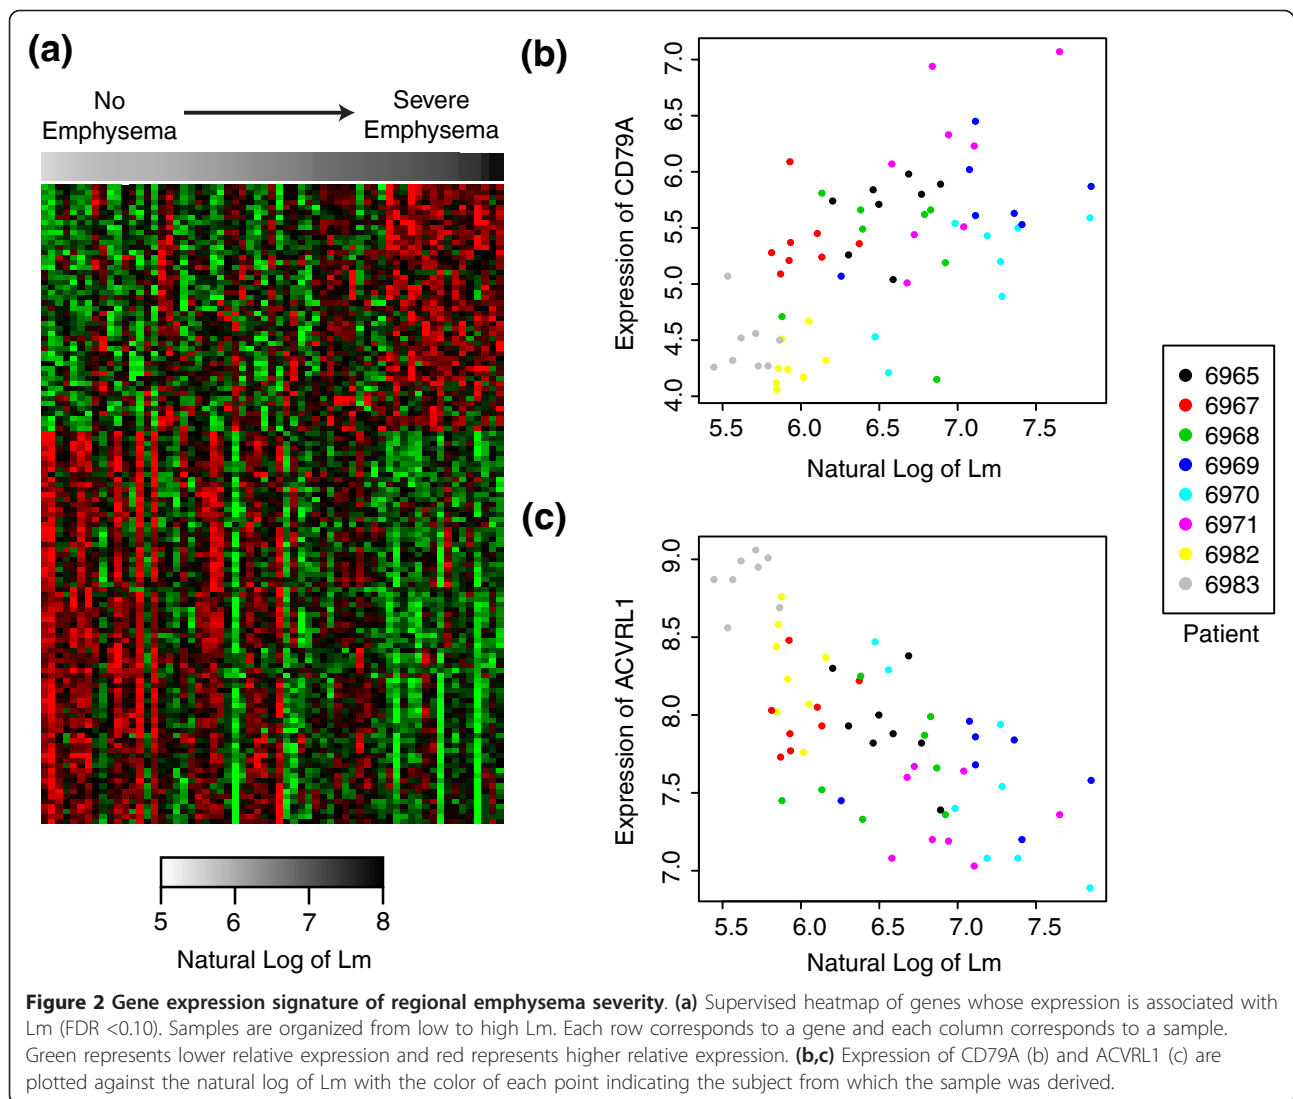 (a)
No
Emphysema
Severe
Emphysema
5 6 7 8
Natural Log of Lm
(b)
Expression of CD79A
7.0
6.5
6.0
5.5
5.0
4.5
4.0
5.5 6.0 6.5 7.0 7.5
Natural Log of Lm
(c)
Expression of ACVRL1
9.0
8.5
8.0
7.5
7.0
5.5 6.0 6.5 7.0 7.5
Natural Log of Lm
6965
6967
6968
6969
6970
6971
6982
6983
Patient
Figure 2 Gene expression signature of regional emphysema severity. (a) Supervised heatmap of genes whose expression is associated with
Lm (FDR <0.10). Samples are organized from low to high Lm. Each row corresponds to a gene and each column corresponds to a sample.
Green represents lower relative expression and red represents higher relative expression. (b,c) Expression of CD79A (b) and ACVRL1 (c) are
plotted against the natural log of Lm with the color of each point indicating the subject from which the sample was derived.